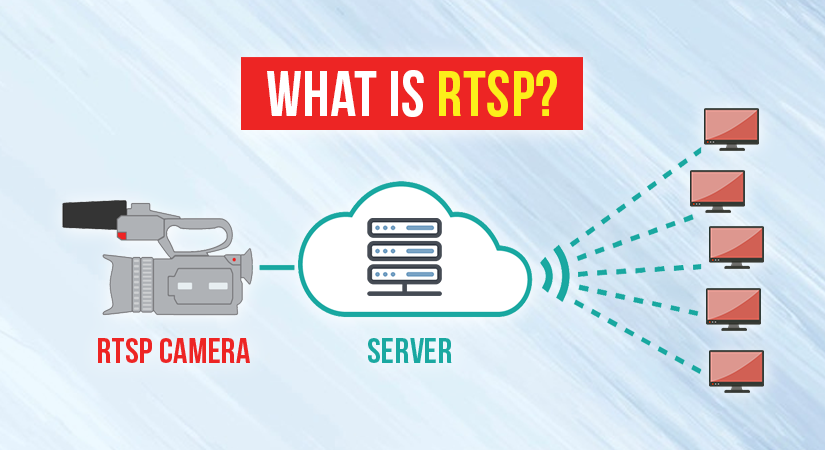 WHAT IS RTSP?
RTSP CAMERA
SERVER